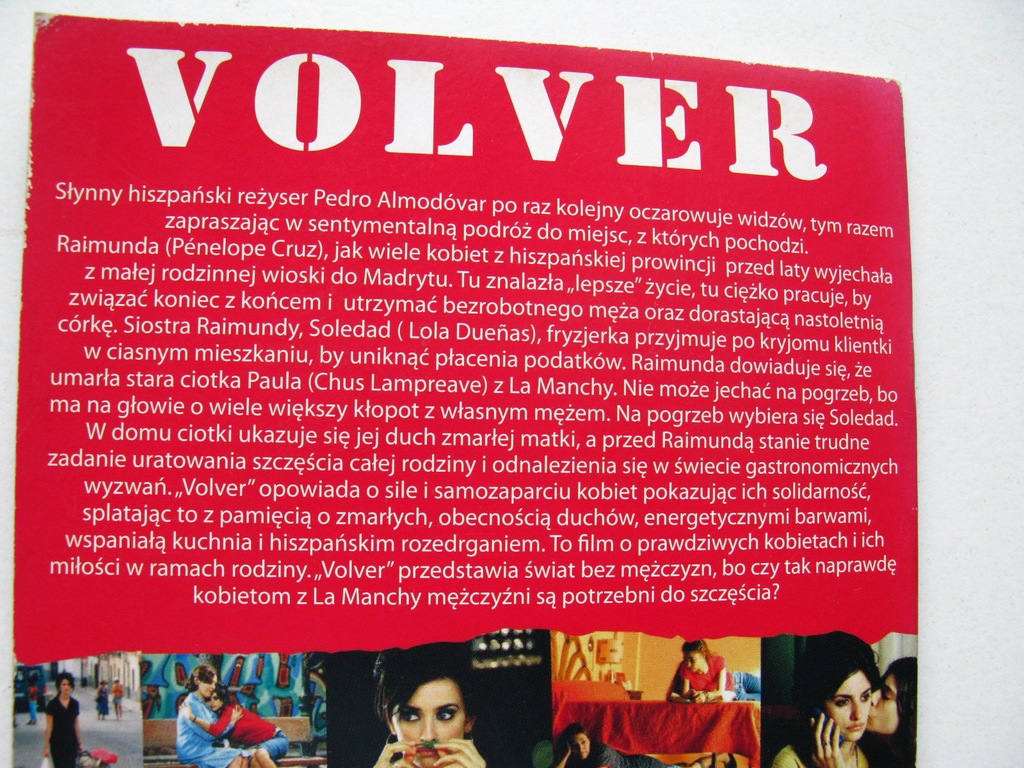 VOLVER
Słynny hiszpański reżyser Pedro Almodóvar po raz kolejny oczarowuje widzów, tym razem
zapraszając w sentymentalną podróż do miejsc, z których pochodzi.
Raimunda (Pénelope Cruz), jak wiele kobiet z hiszpańskiej prowincji przed laty wyjechała
z małej rodzinnej wioski do Madrytu. Tu znalazła „lepsze” życie, tu ciężko pracuje, by
związać koniec z końcem i utrzymać bezrobotnego męża oraz dorastającą nastoletnią
córkę. Siostra Raimundy, Soledad ( Lola Dueñas), fryzjerka przyjmuje po kryjomu klientki
w ciasnym mieszkaniu, by uniknąć płacenia podatków. Raimunda dowiaduje się, że
umarła stara ciotka Paula (Chus Lampreave) z La Manchy. Nie może jechać na pogrzeb, bo
ma na głowie o wiele większy kłopot z własnym mężem. Na pogrzeb wybiera się Soledad.
W domu ciotki ukazuje się jej duch zmarłej matki, a przed Raimundą stanie trudne
zadanie uratowania szczęścia całej rodziny i odnalezienia się w świecie gastronomicznych
wyzwań. „Volver” opowiada o sile i samozaparciu kobiet pokazując ich solidarność,
splatając to z pamięcią o zmarłych, obecnością duchów, energetycznymi barwami,
wspaniałą kuchnia i hiszpańskim rozedrganiem. To film o prawdziwych kobietach i ich
miłości w ramach rodziny. „Volver” przedstawia świat bez mężczyzn, bo czy tak naprawdę
kobietom z La Manchy mężczyźni są potrzebni do szczęścia?